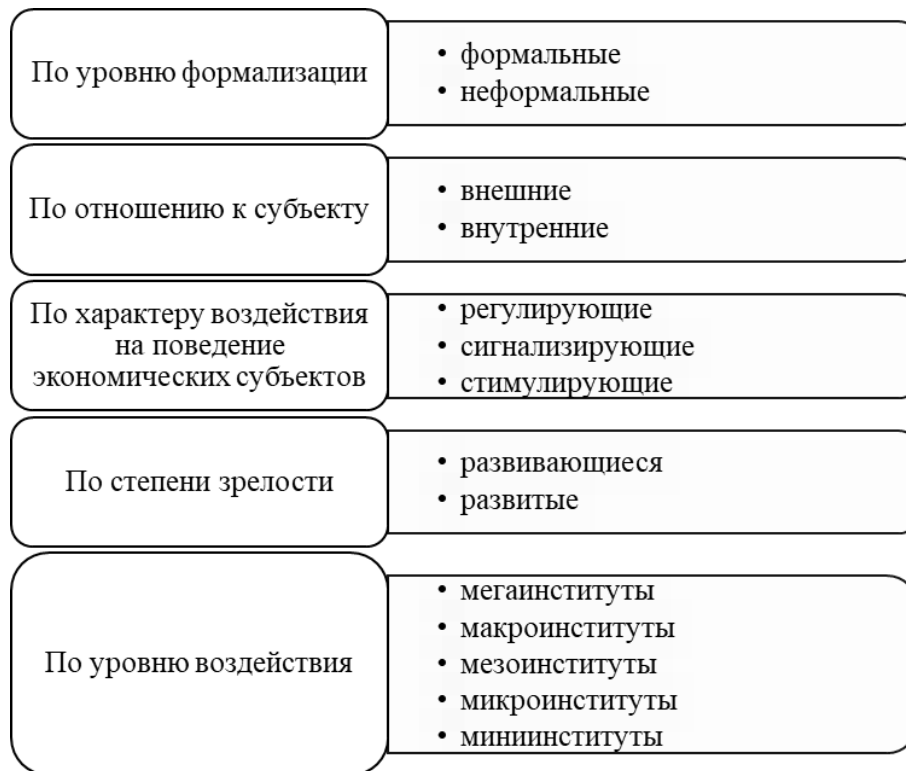 По уровню формализации
• формальные
• неформальные
По отношению к субъекту
• внешние
• внутренние
По характеру воздействия
на поведение
экономических субъектов
• регулирующие
• сигнализирующие
• стимулирующие
По степени зрелости
• развивающиеся
• развитые
По уровню воздействия
• мегаинституты
• макроинституты
• мезоинституты
• микроинституты
• миниинституты